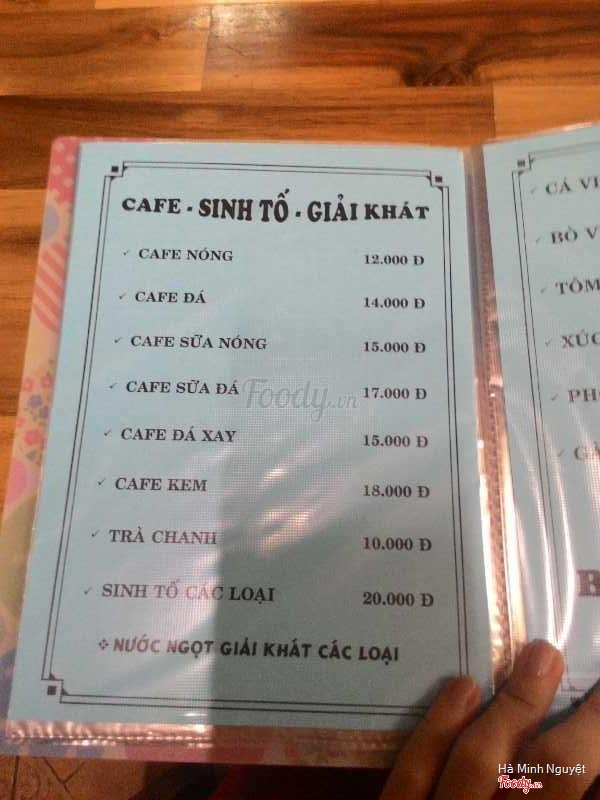 CAFE - SINH TỐ - GIẢI KHÁT
CAFE NÓNG 12.000 Đ
CAFE ĐÁ 14.000 Đ
CAFE SỮA NÓNG 15.000 Đ
CAFE SỮA ĐÁ 17.000 Đ
CAFE ĐÁ XAY 15.000 Đ
CAFE KEM 18.000 Đ
TRÀ CHANH 10.000 Đ
SINH TỐ CÁC LOẠI 20.000 Đ
NƯỚC NGỌT GIẢI KHÁT CÁC LOẠI
CÁ
BÒ
TÔM
Foody.vn
Hà Minh Nguyệt
Foody.vn